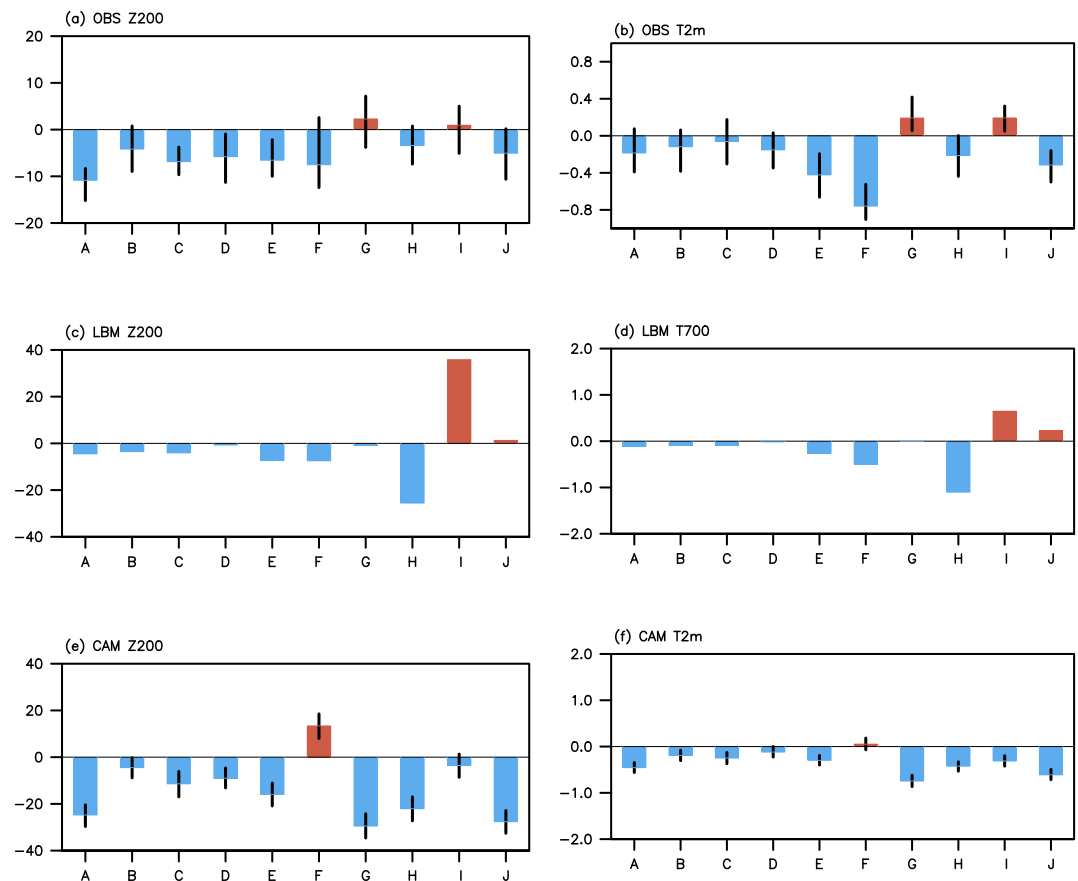 (a) OBS Z200
20
10
0
−10
−20
A B C D E F G H I J
(b) OBS T2m
0.8
0.4
0.0
−0.4
−0.8
A B C D E F G H I J
(c) LBM Z200
40
20
0
−20
−40
A B C D E F G H I J
(d) LBM T700
2.0
1.0
0.0
−1.0
−2.0
A B C D E F G H I J
(e) CAM Z200
40
20
0
−20
−40
A B C D E F G H I J
(f) CAM T2m
2.0
1.0
0.0
−1.0
−2.0
A B C D E F G H I J